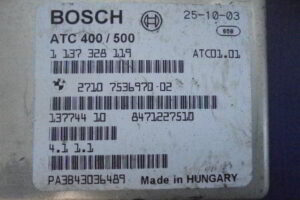 BOSCH
25-10-03
ATC 400 / 500
1 137 328 119
ATC01.01
2710 7536970-02
137744 10 8471227510
4.1 1.1
PA3843036489 Made in HUNGARY